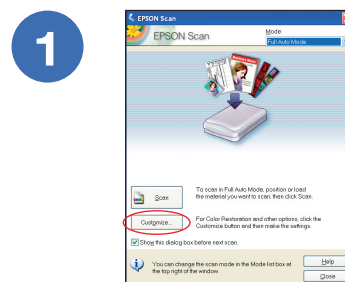 1
EPSON Scan
EPSON Scan
Mode:
Full Auto Mode
Scan
To scan in Full Auto Mode, position or load
the material you want to scan, then click Scan.
Customize...
For Color Restoration and other options, click the
Customize button and then make the settings.
Show this dialog box before next scan.
You can change the scan mode in the Mode list box at
the top right of the window.
Help
Close